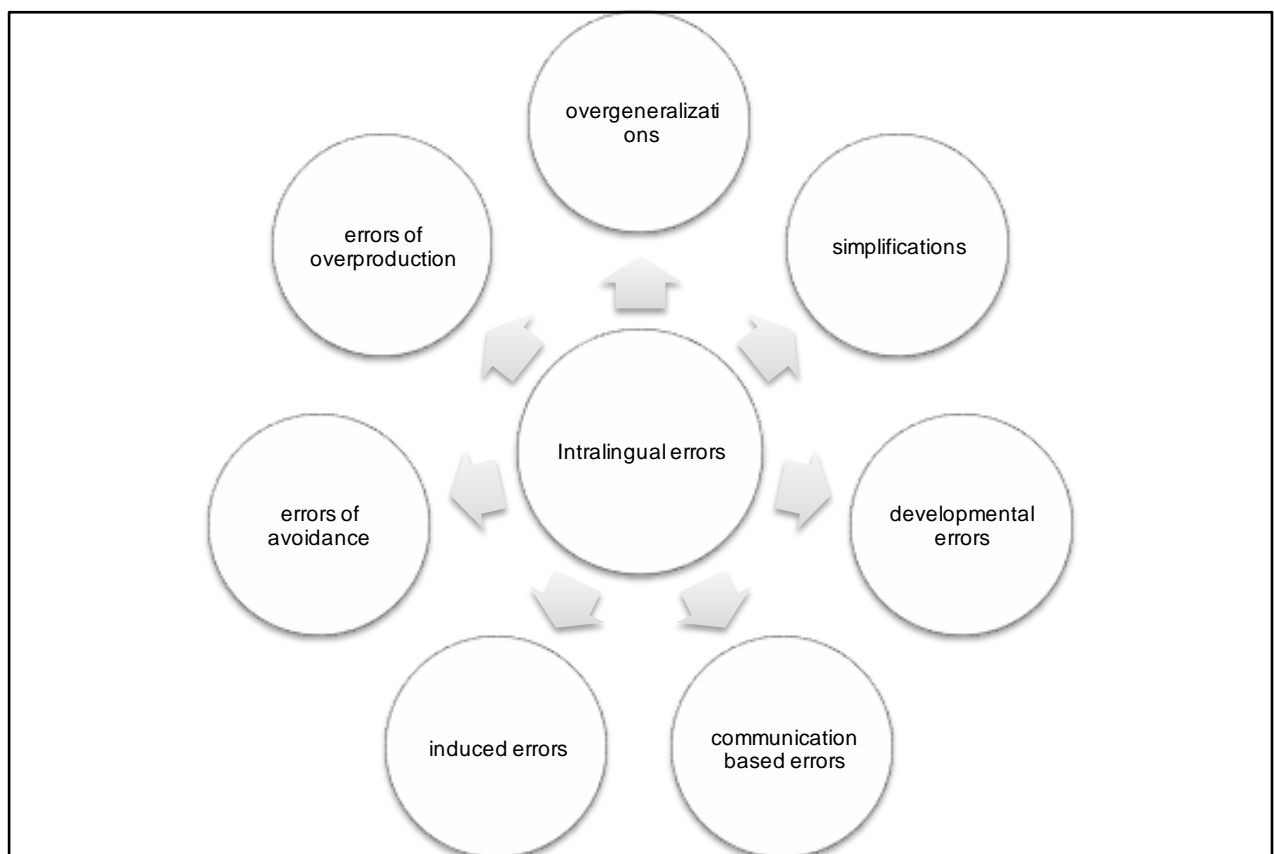 overgeneralizati
ons
simplifications
developmental
errors
communication
based errors
induced errors
errors of
avoidance
errors of
overproduction
Intralingual errors